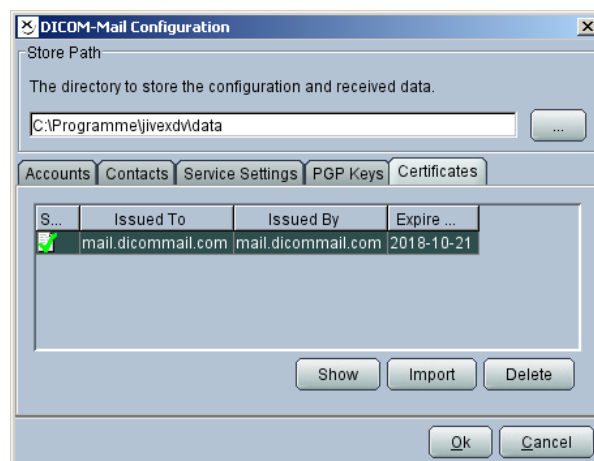 DICOM-Mail Configuration
Store Path
The directory to store the configuration and received data.
C:\Programme\jivexdv\data ...
Accounts Contacts Service Settings PGP Keys Certificates
S... Issued To Issued By Expire ...
mail.dicommail.com mail.dicommail.com 2018-10-21
Show Import Delete
Ok Cancel